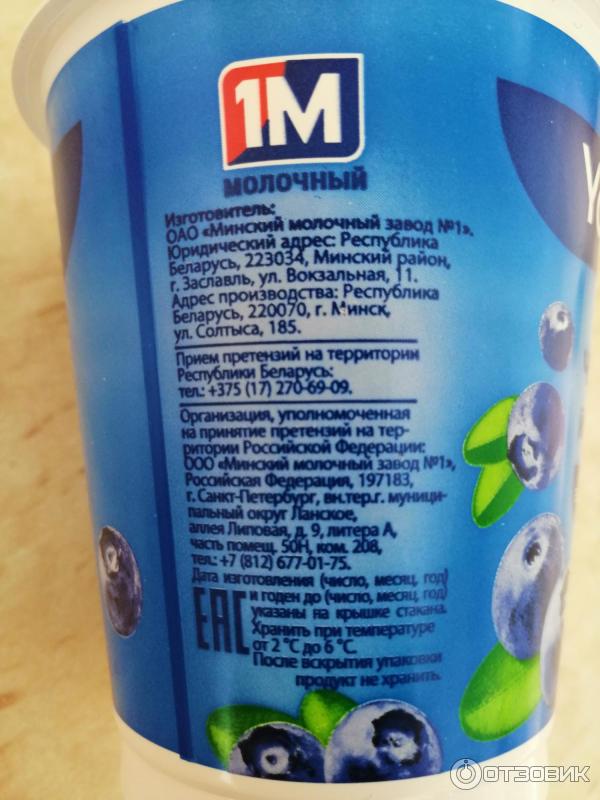 1М
МОЛОЧНЫЙ
Изготовитель:
ОАО «Минский молочный завод №1».
Юридический адрес: Республика
Беларусь, 223034, Минский район,
г. Заславль, ул. Вокзальная, 11.
Адрес производства: Республика
Беларусь, 220070, г. Минск,
ул. Солтыса, 185.
Прием претензий на территории
Республики Беларусь:
тел.: +375 (17) 270-69-09.
Организация, уполномоченная
на принятие претензий на тер-
ритории Российской Федерации:
ООО «Минский молочный завод №1»,
Российская Федерация, 197183,
г. Санкт-Петербург, вн.тер.г. муници-
пальный округ Ланское,
аллея Липовая, д. 9, литера А,
часть помещ. 50Н, ком. 208,
тел.: +7 (812) 677-01-75.
Дата изготовления (число, месяц, год)
и годен до (число, месяц, год)
указаны на крышке стакана.
Хранить при температуре
от 2 °С до 6 °С.
После вскрытия упаковки
продукт не хранить.
ЕАС
ОТЗОВИК